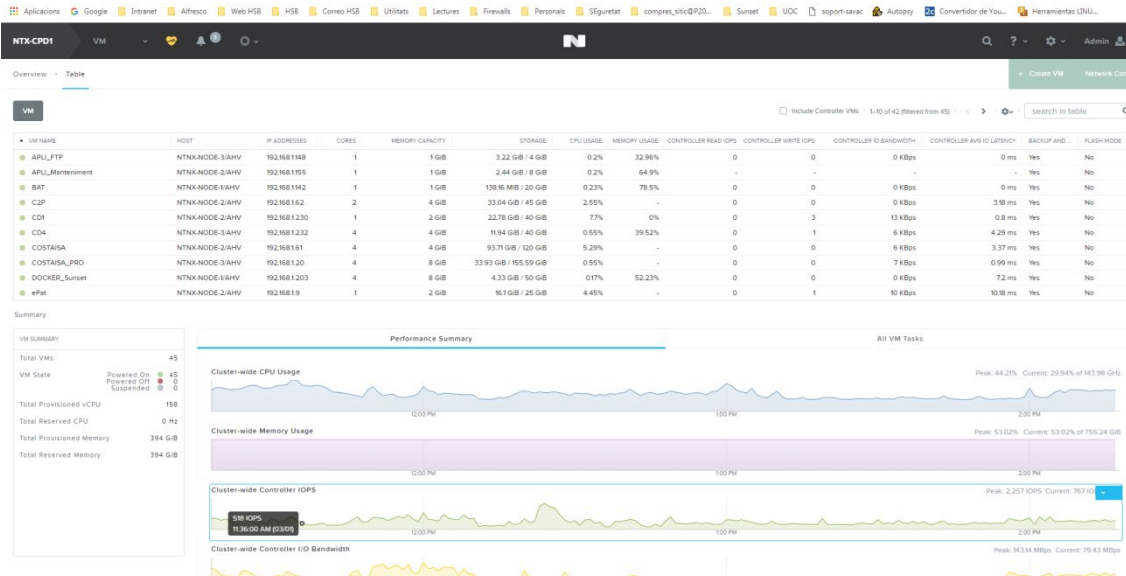 Aplicacions Google Intranet Alfresco Web HSB HSB Correo HSB Utilitats Lectures Firewalls Personals SEguretat compres_sitic@P20... Sunset UOC soport-savac Autopsy Convertidor de You... Herramientas LINU...
NTX-CPD1 VM 3 N ? Admin
Overview · Table + Create VM Network Con
VM Include Controller VMs 1–10 of 42 (filtered from 45) search in table
VM NAME HOST IP ADDRESSES CORES MEMORY CAPACITY STORAGE CPU USAGE MEMORY USAGE CONTROLLER READ IOPS CONTROLLER WRITE IOPS CONTROLLER IO BANDWIDTH CONTROLLER AVG IO LATENCY BACKUP AND ... FLASH MODE
APLI_FTP NTNX-NODE-3/AHV 192.168.1.148 1 1 GiB 3.22 GiB / 4 GiB 0.2% 32.96% 0 0 0 KBps 0 ms Yes No
APLI_Manteniment NTNX-NODE-2/AHV 192.168.1.155 1 1 GiB 2.44 GiB / 8 GiB 0.2% 64.9% - - - - Yes No
BAT NTNX-NODE-1/AHV 192.168.1.142 1 1 GiB 138.16 MiB / 20 GiB 0.23% 78.5% 0 0 0 KBps 0 ms Yes No
C2P NTNX-NODE-2/AHV 192.168.1.62 2 4 GiB 33.04 GiB / 45 GiB 2.55% - 0 0 0 KBps 3.18 ms Yes No
CD1 NTNX-NODE-2/AHV 192.168.1.230 1 2 GiB 22.78 GiB / 40 GiB 7.7% 0% 0 3 13 KBps 0.8 ms Yes No
CD4 NTNX-NODE-3/AHV 192.168.1.232 4 4 GiB 11.94 GiB / 40 GiB 0.55% 39.52% 0 1 6 KBps 4.29 ms Yes No
COSTAISA NTNX-NODE-2/AHV 192.168.1.61 4 4 GiB 93.71 GiB / 120 GiB 5.29% - 0 0 6 KBps 3.37 ms Yes No
COSTAISA_PRO NTNX-NODE-3/AHV 192.168.1.20 4 8 GiB 33.93 GiB / 155.59 GiB 0.55% - 0 0 7 KBps 0.99 ms Yes No
DOCKER_Sunset NTNX-NODE-1/AHV 192.168.1.203 4 8 GiB 4.33 GiB / 50 GiB 0.17% 52.23% 0 0 0 KBps 7.2 ms Yes No
ePat NTNX-NODE-2/AHV 192.168.1.9 1 2 GiB 16.1 GiB / 25 GiB 4.45% - 0 1 10 KBps 10.18 ms Yes No
Summary
VM SUMMARY Performance Summary All VM Tasks
Total VMs 45
VM State Powered On 45
Powered Off 0
Suspended 0
Total Provisioned vCPU 158
Total Reserved CPU 0 Hz
Total Provisioned Memory 394 GiB
Total Reserved Memory 394 GiB
Cluster-wide CPU Usage Peak: 44.21% Current: 29.94% of 143.98 GHz
12:00 PM 1:00 PM 2:00 PM
Cluster-wide Memory Usage Peak: 53.02% Current: 53.02% of 755.24 GiB
12:00 PM 1:00 PM 2:00 PM
Cluster-wide Controller IOPS Peak: 2,257 IOPS Current: 767 IO
518 IOPS
11:36:00 AM (03/01)
12:00 PM 1:00 PM 2:00 PM
Cluster-wide Controller I/O Bandwidth Peak: 143.14 MBps Current: 79.43 MBps